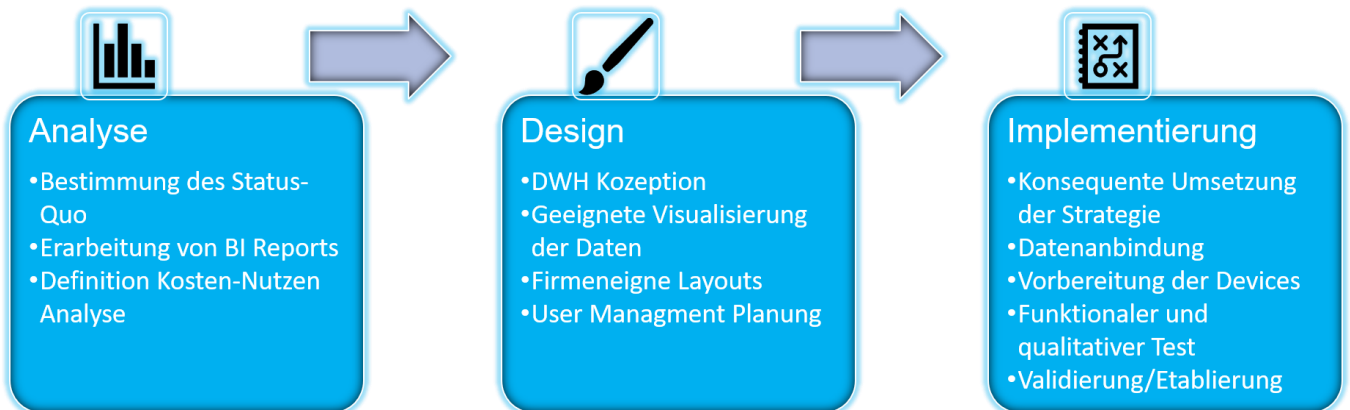 Analyse
•Bestimmung des Status-
Quo
•Erarbeitung von BI Reports
•Definition Kosten-Nutzen
Analyse
Design
•DWH Kozeption
•Geeignete Visualisierung
der Daten
•Firmeneigne Layouts
•User Managment Planung
Implementierung
•Konsequente Umsetzung
der Strategie
•Datenanbindung
•Vorbereitung der Devices
•Funktionaler und
qualitativer Test
•Validierung/Etablierung